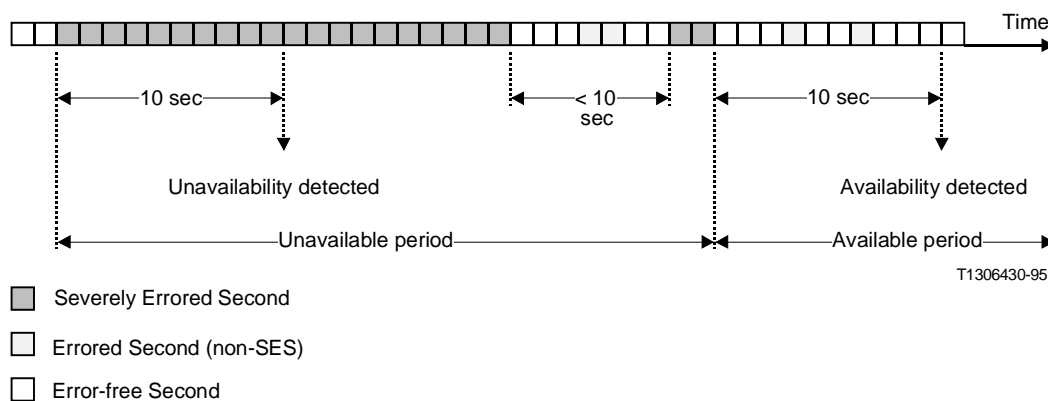 Time
10 sec
< 10
sec
10 sec
Unavailability detected
Availability detected
Unavailable period
Available period
T1306430-95
Severely Errored Second
Errored Second (non-SES)
Error-free Second